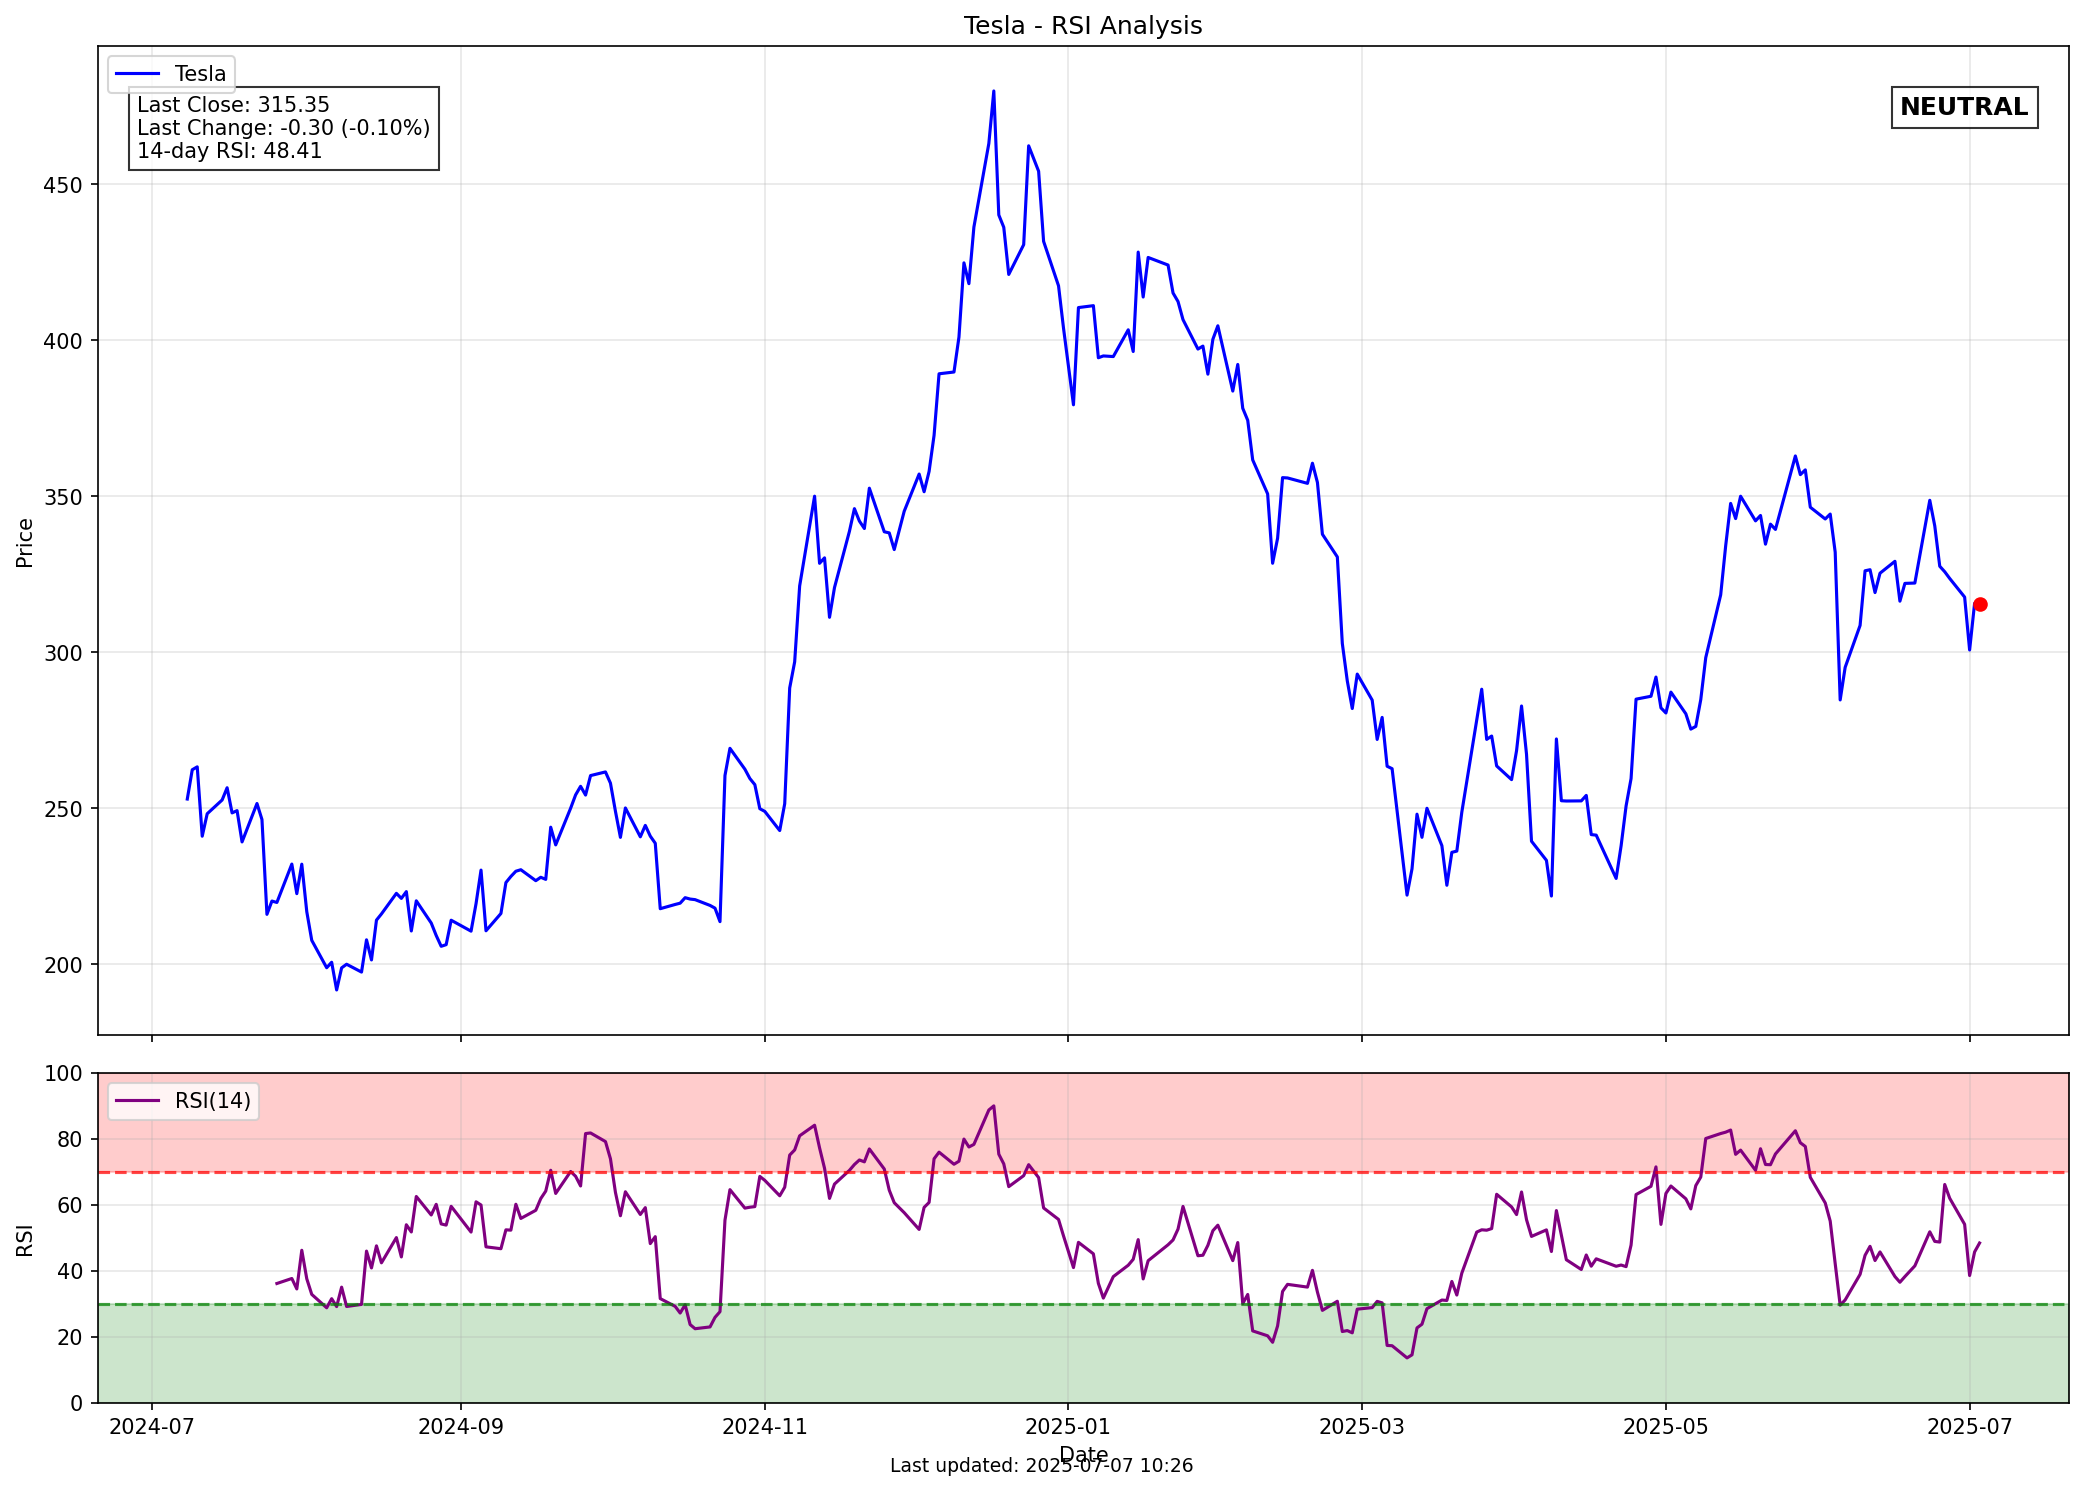 Tesla - RSI Analysis
Tesla
Last Close: 315.35
Last Change: -0.30 (-0.10%)
14-day RSI: 48.41
NEUTRAL
Price
450
400
350
300
250
200
RSI(14)
RSI
100
80
60
40
20
0
2024-07
2024-09
2024-11
2025-01
2025-03
2025-05
2025-07
Date
Last updated: 2025-07-07 10:26